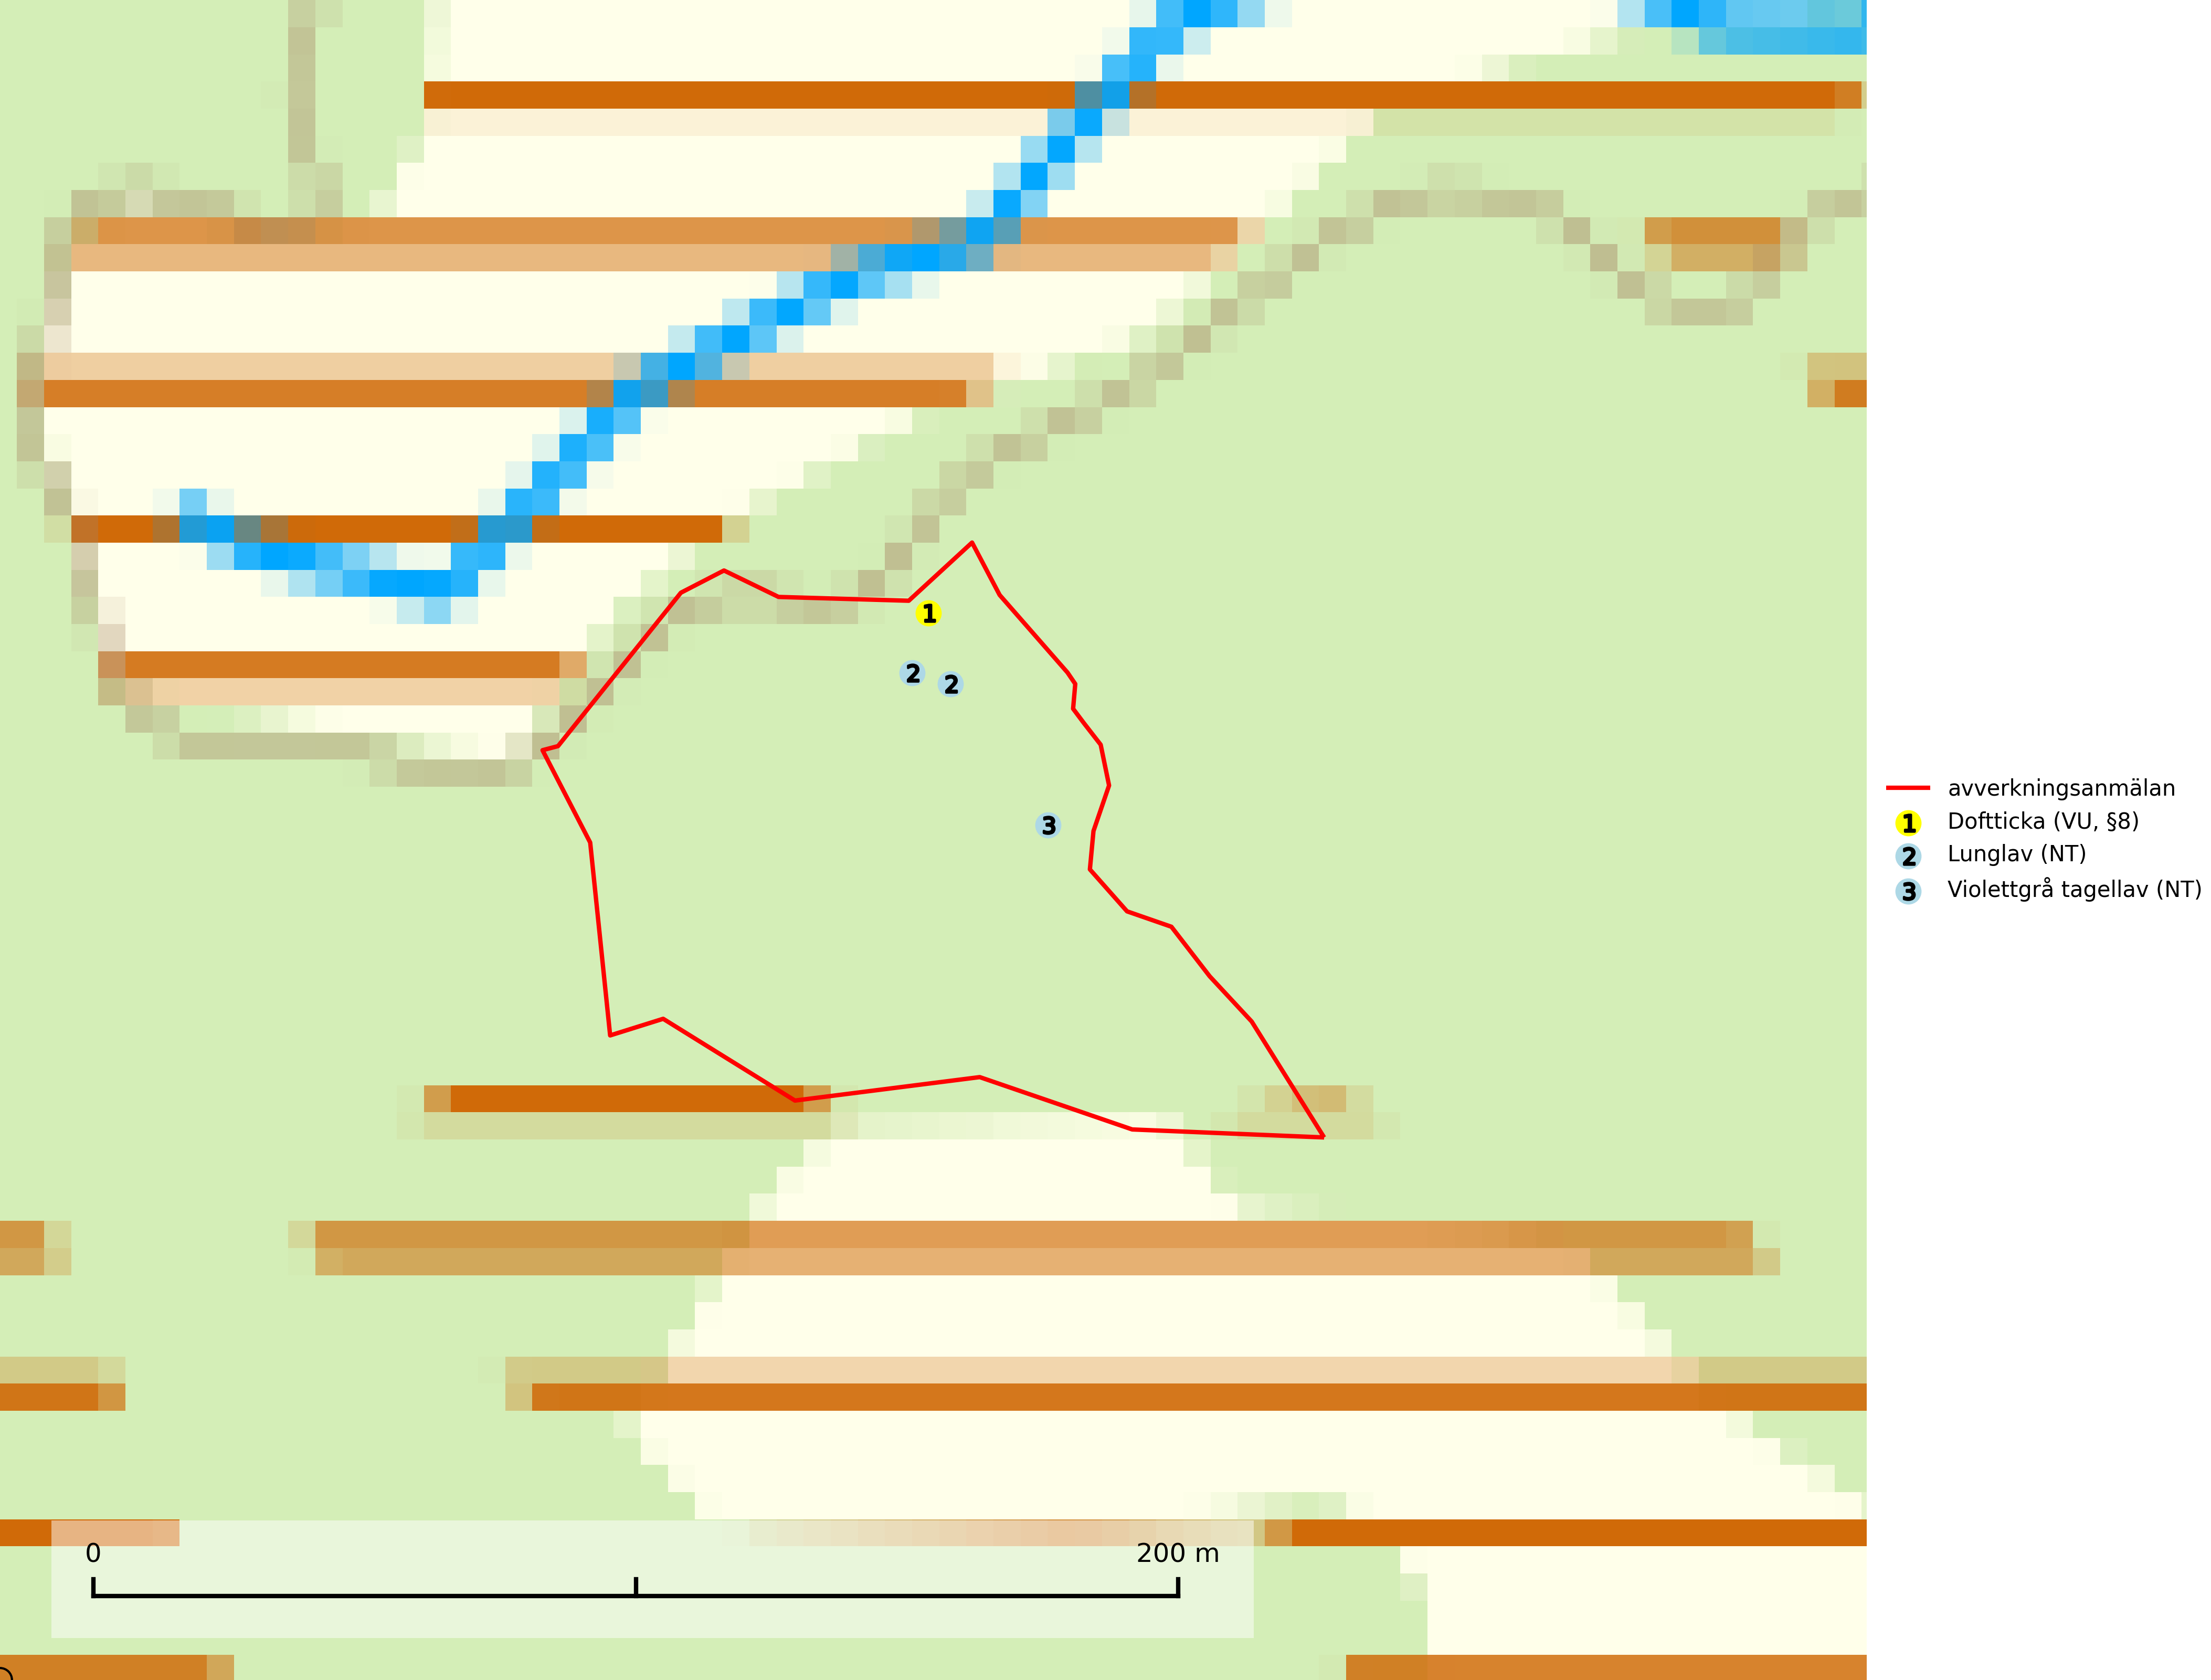 1
2
2
3
avverkningsanmälan
1 Doftticka (VU, §8)
2 Lunglav (NT)
3 Violettgrå tagellav (NT)
0 200 m